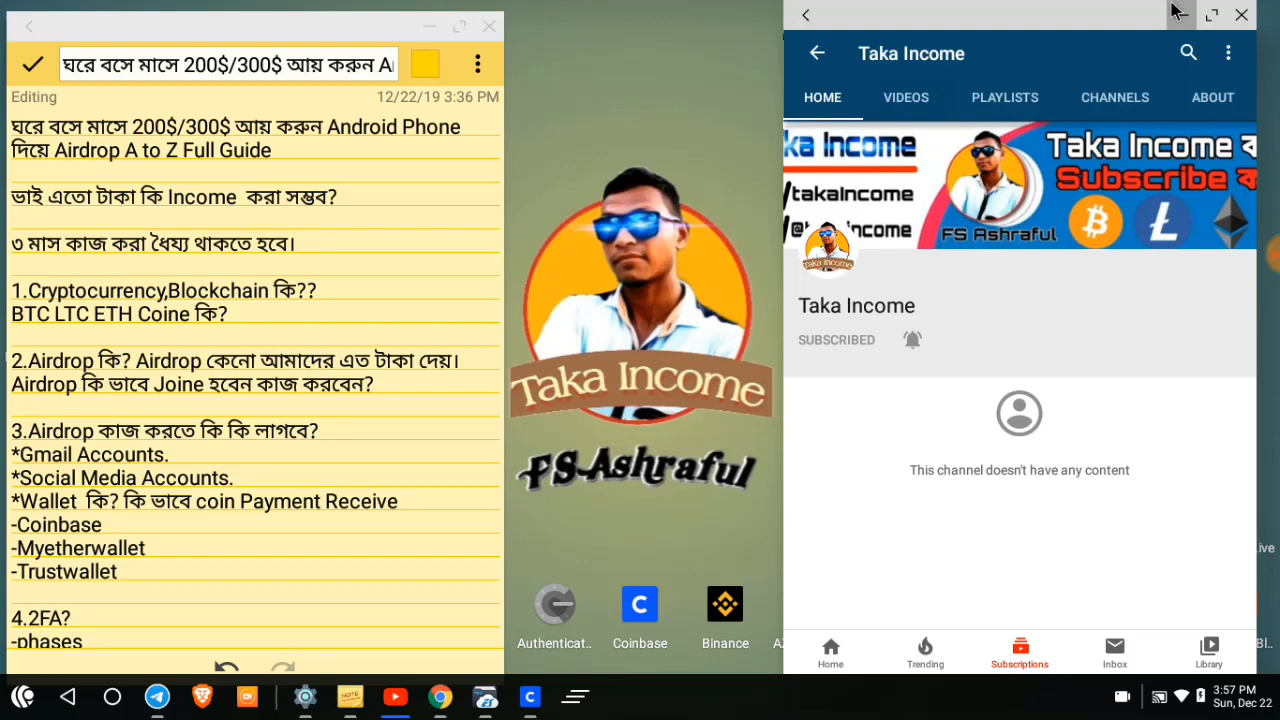 ঘরে বসে মাসে 200$/300$ আয় করুন A
Editing
12/22/19 3:36 PM
ঘরে বসে মাসে 200$/300$ আয় করুন Android Phone
দিয়ে Airdrop A to Z Full Guide
ভাই এতো টাকা কি Income করা সম্ভব?
৩ মাস কাজ করা ধৈয্য থাকতে হবে।
1.Cryptocurrency,Blockchain কি??
BTC LTC ETH Coine কি?
2.Airdrop কি? Airdrop কেনো আমাদের এত টাকা দেয়।
Airdrop কি ভাবে Joine হবেন কাজ করবেন?
3.Airdrop কাজ করতে কি কি লাগবে?
*Gmail Accounts.
*Social Media Accounts.
*Wallet কি? কি ভাবে coin Payment Receive
-Coinbase
-Myetherwallet
-Trustwallet
4.2FA?
-phases
Taka Income
FS-Ashraful
Authenticat..
Coinbase
Binance
Taka Income
HOME
VIDEOS
PLAYLISTS
CHANNELS
ABOUT
ka Income
/takaincome
/@takaincome
FS Ashraful
Taka Income
Subscribe
Taka Income
SUBSCRIBED
This channel doesn't have any content
Home
Trending
Subscriptions
Inbox
Library
NOTE
3:57 PM
Sun, Dec 22